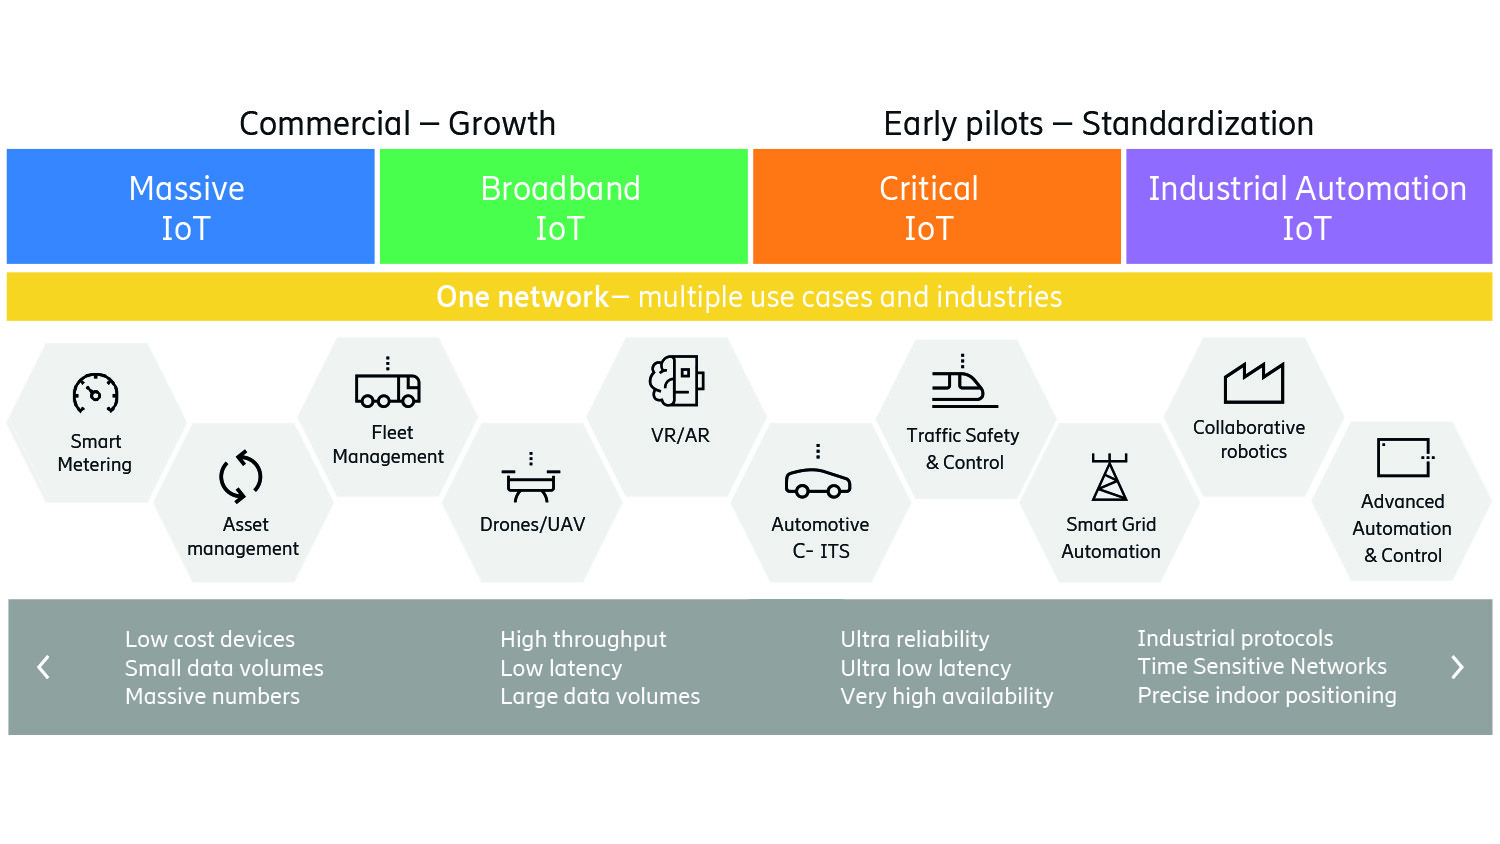 Commercial – Growth
Early pilots – Standardization
Massive
IoT
Broadband
IoT
Critical
IoT
Industrial Automation
IoT
One network– multiple use cases and industries
Smart
Metering
Asset
management
Fleet
Management
Drones/UAV
VR/AR
Automotive
C- ITS
Traffic Safety
& Control
Smart Grid
Automation
Collaborative
robotics
Advanced
Automation
& Control
Low cost devices
Small data volumes
Massive numbers
High throughput
Low latency
Large data volumes
Ultra reliability
Ultra low latency
Very high availability
Industrial protocols
Time Sensitive Networks
Precise indoor positioning